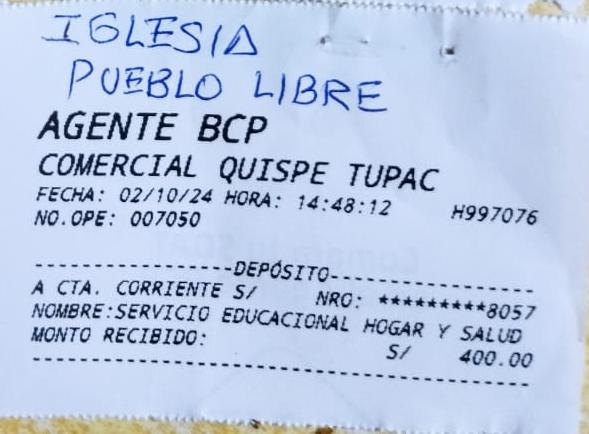 IGLESIA
PUEBLO LIBRE
AGENTE BCP
COMERCIAL QUISPE TUPAC
FECHA: 02/10/24 HORA: 14:48:12 H997076
NO.OPE: 007050
------------------DEPÓSITO------------------
A CTA. CORRIENTE S/ NRO: *********8057
NOMBRE:SERVICIO EDUCACIONAL HOGAR Y SALUD
MONTO RECIBIDO: S/ 400.00
--------------------------------------------